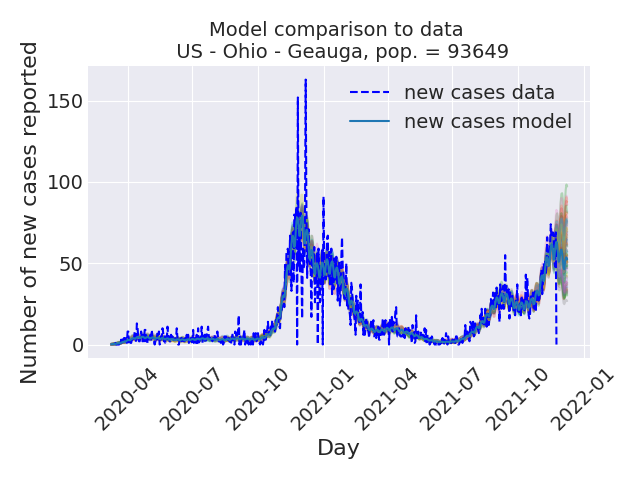 Model comparison to data
US - Ohio - Geauga, pop. = 93649
Number of new cases reported
150
100
50
0
new cases data
new cases model
2020-04
2020-07
2020-10
2021-01
2021-04
2021-07
2021-10
2022-01
Day